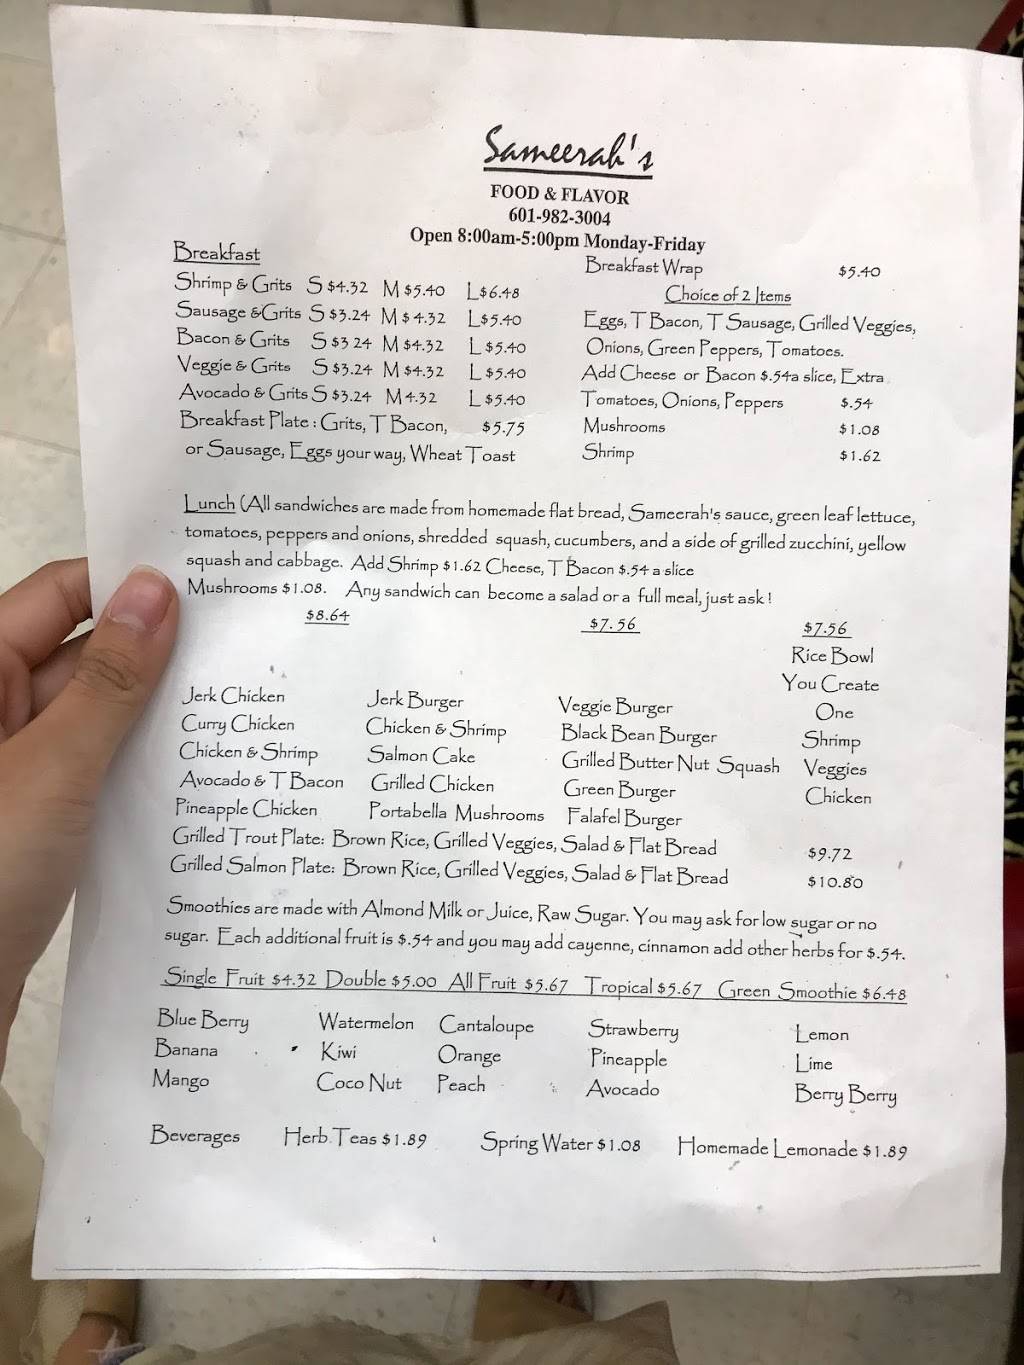 Sameerah's
FOOD & FLAVOR
601-982-3004
Open 8:00am-5:00pm Monday-Friday
Breakfast
Shrimp & Grits S $4.32 M $5.40 L $6.48
Sausage & Grits S $3.24 M $4.32 L $5.40
Bacon & Grits S $3 24 M $4.32 L $5.40
Veggie & Grits S $3.24 M $4.32 L $5.40
Avocado & Grits S $3.24 M 4.32 L $5.40
Breakfast Plate : Grits, T Bacon, $5.75
or Sausage, Eggs your way, Wheat Toast
Breakfast Wrap $5.40
Choice of 2 Items
Eggs, T Bacon, T Sausage, Grilled Veggies,
Onions, Green Peppers, Tomatoes.
Add Cheese or Bacon $.54a slice, Extra
Tomatoes, Onions, Peppers $.54
Mushrooms $1.08
Shrimp $1.62
Lunch (All sandwiches are made from homemade flat bread, Sameerah's sauce, green leaf lettuce,
tomatoes, peppers and onions, shredded squash, cucumbers, and a side of grilled zucchini, yellow
squash and cabbage. Add Shrimp $1.62 Cheese, T Bacon $.54 a slice
Mushrooms $1.08. Any sandwich can become a salad or a full meal, just ask !
$8.64 $7.56 $7.56
Rice Bowl
You Create
Jerk Chicken Jerk Burger Veggie Burger One
Curry Chicken Chicken & Shrimp Black Bean Burger Shrimp
Chicken & Shrimp Salmon Cake Grilled Butter Nut Squash Veggies
Avocado & T Bacon Grilled Chicken Green Burger Chicken
Pineapple Chicken Portabella Mushrooms Falafel Burger
Grilled Trout Plate: Brown Rice, Grilled Veggies, Salad & Flat Bread $9.72
Grilled Salmon Plate: Brown Rice, Grilled Veggies, Salad & Flat Bread $10.80
Smoothies are made with Almond Milk or Juice, Raw Sugar. You may ask for low sugar or no
sugar. Each additional fruit is $.54 and you may add cayenne, cinnamon add other herbs for $.54.
Single Fruit $4.32 Double $5.00 All Fruit $5.67 Tropical $5.67 Green Smoothie $6.48
Blue Berry Watermelon Cantaloupe Strawberry Lemon
Banana Kiwi Orange Pineapple Lime
Mango Coco Nut Peach Avocado Berry Berry
Beverages Herb Teas $1.89 Spring Water $1.08 Homemade Lemonade $1.89